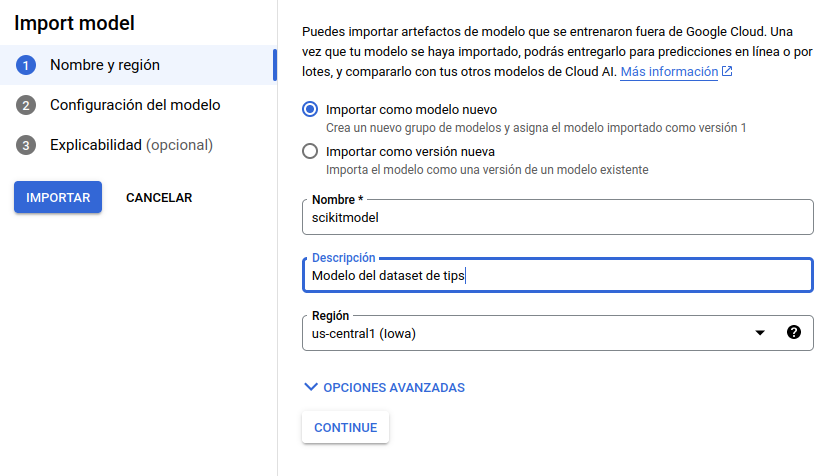 Import model
1 Nombre y región
2 Configuración del modelo
3 Explicabilidad (opcional)
IMPORTAR CANCELAR
Puedes importar artefactos de modelo que se entrenaron fuera de Google Cloud. Una
vez que tu modelo se haya importado, podrás entregarlo para predicciones en línea o por
lotes, y compararlo con tus otros modelos de Cloud AI. Más información
Importar como modelo nuevo
Crea un nuevo grupo de modelos y asigna el modelo importado como versión 1
Importar como versión nueva
Importa el modelo como una versión de un modelo existente
Nombre *
scikitmodel
Descripción
Modelo del dataset de tips
Región
us-central1 (Iowa) ?
OPCIONES AVANZADAS
CONTINUE